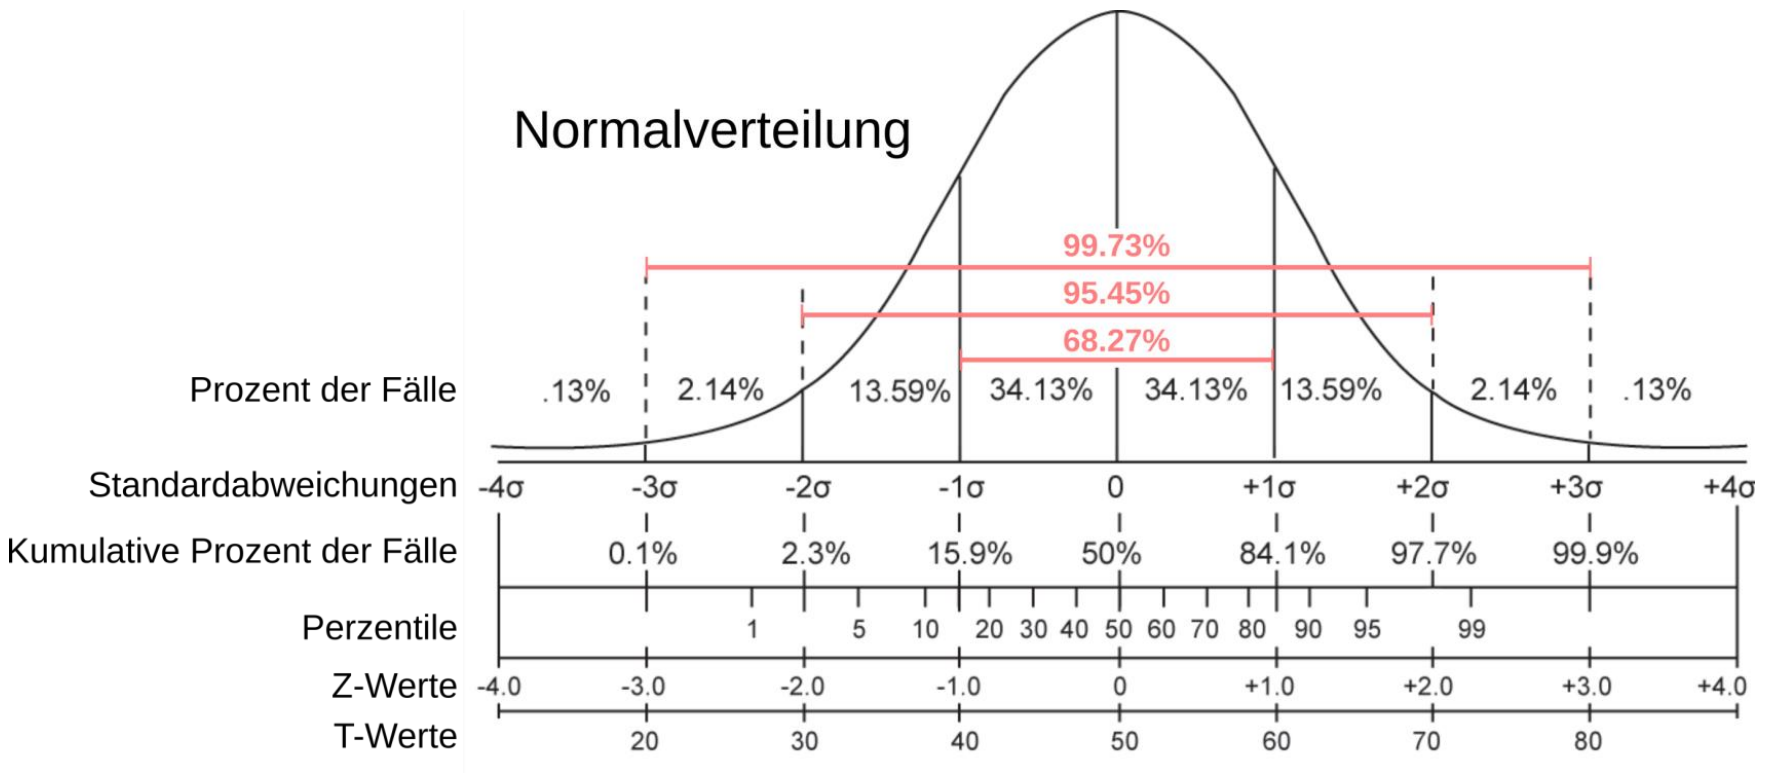 Normalverteilung
99.73%
95.45%
68.27%
Prozent der Fälle .13% 2.14% 13.59% 34.13% 34.13% 13.59% 2.14% .13%
Standardabweichungen -4σ -3σ -2σ -1σ 0 +1σ +2σ +3σ +4σ
Kumulative Prozent der Fälle 0.1% 2.3% 15.9% 50% 84.1% 97.7% 99.9%
Perzentile 1 5 10 20 30 40 50 60 70 80 90 95 99
Z-Werte -4.0 -3.0 -2.0 -1.0 0 +1.0 +2.0 +3.0 +4.0
T-Werte 20 30 40 50 60 70 80